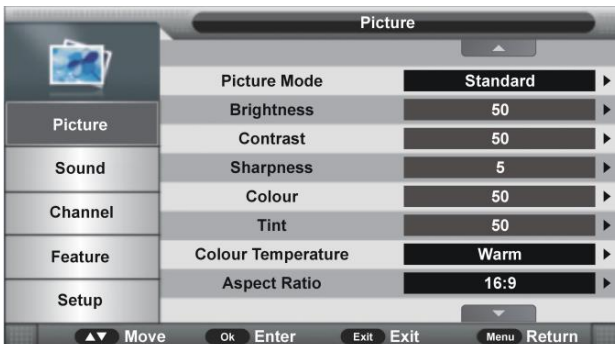 Picture
Picture
Sound
Channel
Feature
Setup
Picture Mode Standard
Brightness 50
Contrast 50
Sharpness 5
Colour 50
Tint 50
Colour Temperature Warm
Aspect Ratio 16:9
▲▼ Move Ok Enter Exit Exit Menu Return